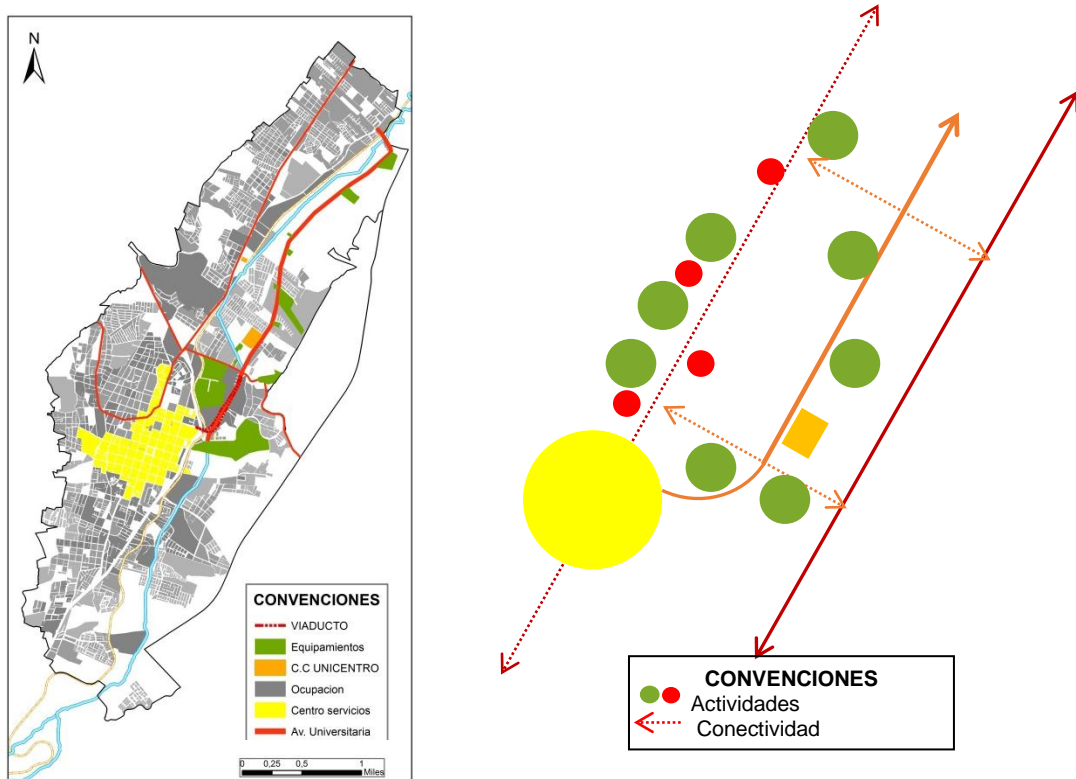 N
CONVENCIONES
VIADUCTO
Equipamientos
C.C UNICENTRO
Ocupacion
Centro servicios
Av. Universitaria
0 0,25 0,5 1
Miles
CONVENCIONES
Actividades
Conectividad